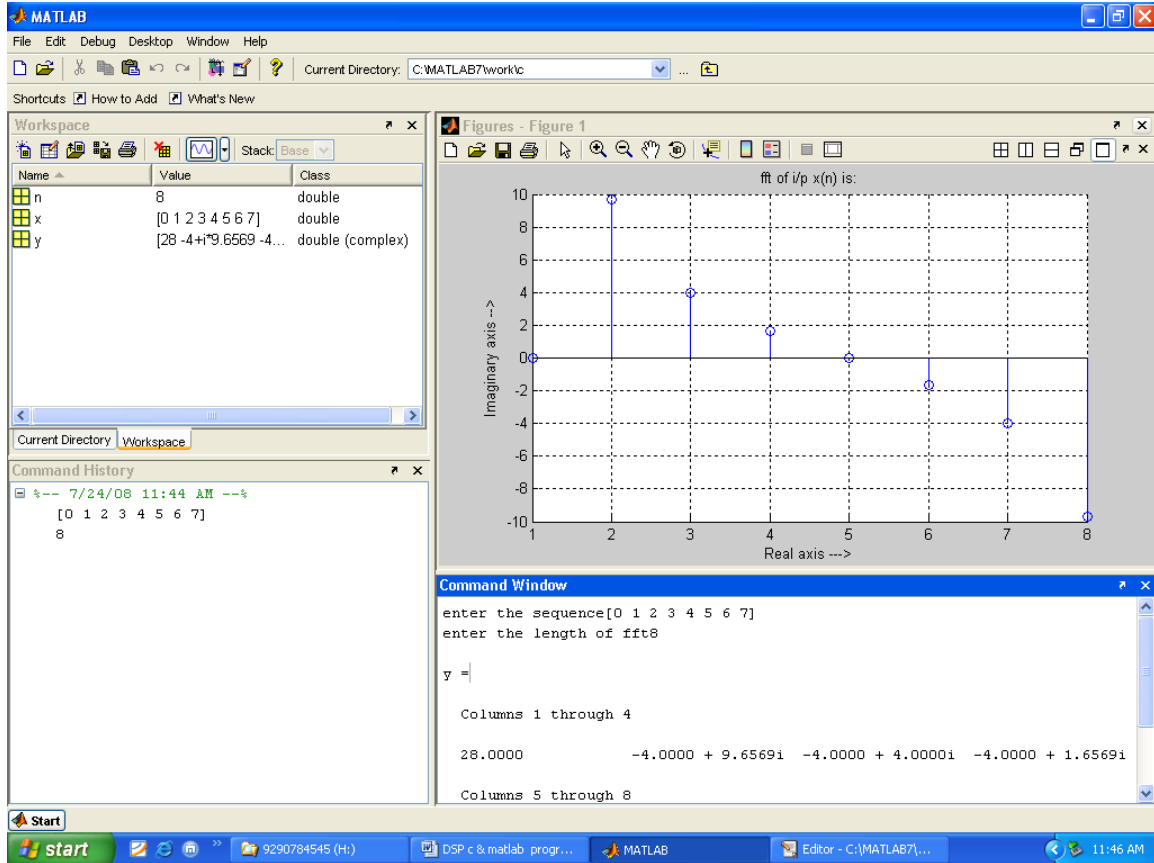 MATLAB
File Edit Debug Desktop Window Help
Current Directory: C:\MATLAB7\work\c
...
Shortcuts How to Add What's New
Workspace
Stack: Base
Name Value Class
n 8 double
x [0 1 2 3 4 5 6 7] double
y [28 -4+i*9.6569 -4... double (complex)
Current Directory Workspace
Command History
%-- 7/24/08 11:44 AM --%
[0 1 2 3 4 5 6 7]
8
Figures - Figure 1
fft of i/p x(n) is:
10
8
6
4
2
0
-2
-4
-6
-8
-10
Imaginary axis -->
1 2 3 4 5 6 7 8
Real axis --->
Command Window
enter the sequence[0 1 2 3 4 5 6 7]
enter the length of fft8
y =
Columns 1 through 4
28.0000 -4.0000 + 9.6569i -4.0000 + 4.0000i -4.0000 + 1.6569i
Columns 5 through 8
Start
start
9290784545 (H:)
DSP c & matlab progr...
MATLAB
Editor - C:\MATLAB7\...
11:46 AM